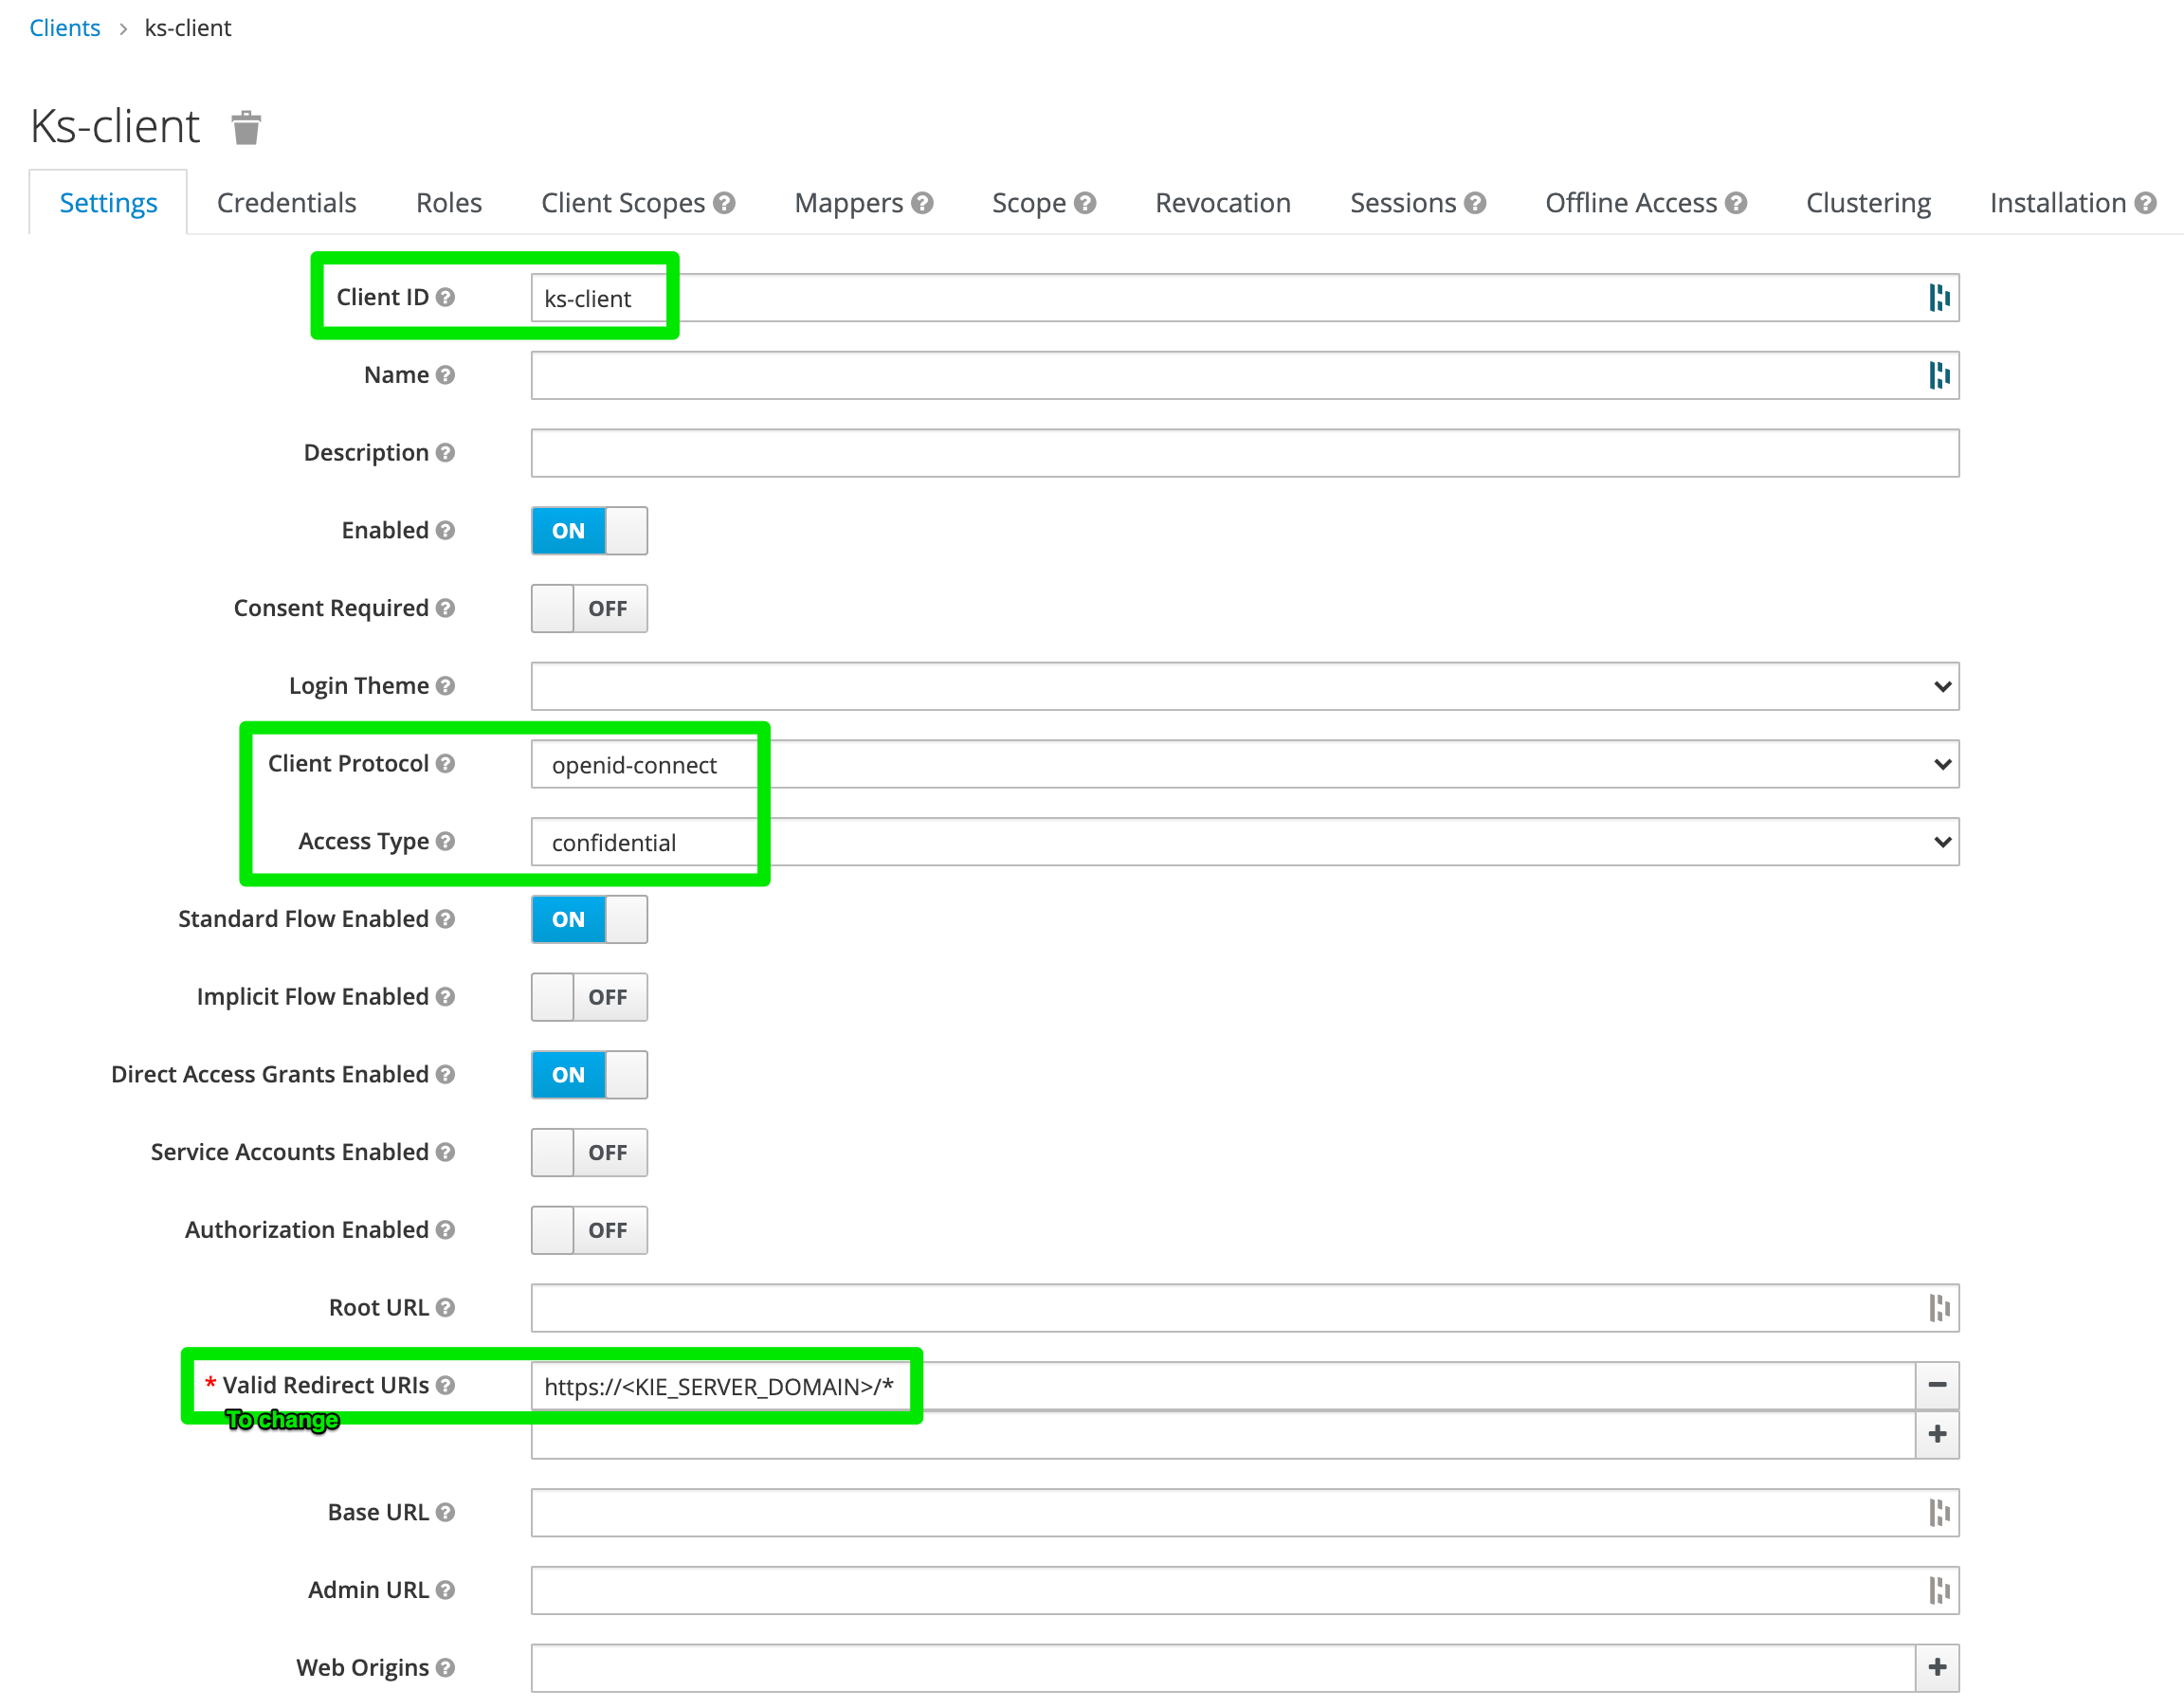 Clients > ks-client
Ks-client
Settings Credentials Roles Client Scopes Mappers Scope Revocation Sessions Offline Access Clustering Installation
Client ID ks-client
Name
Description
Enabled ON
Consent Required OFF
Login Theme
Client Protocol openid-connect
Access Type confidential
Standard Flow Enabled ON
Implicit Flow Enabled OFF
Direct Access Grants Enabled ON
Service Accounts Enabled OFF
Authorization Enabled OFF
Root URL
* Valid Redirect URIs https://<KIE_SERVER_DOMAIN>/*
To change
Base URL
Admin URL
Web Origins